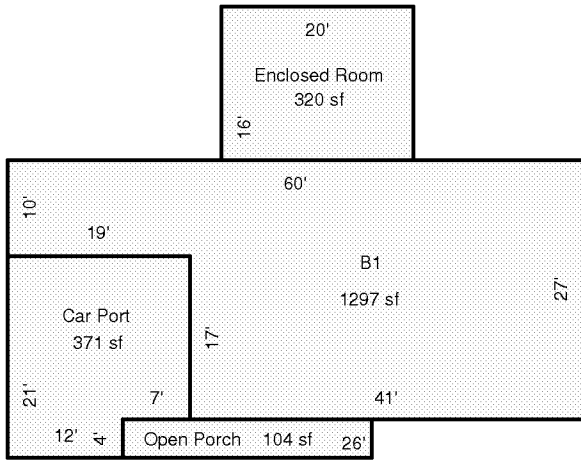 20'
Enclosed Room
320 sf
16'
60'
10'
19'
B1
1297 sf
27'
Car Port
371 sf
17'
21'
7'
41'
12'
4'
Open Porch 104 sf
26'